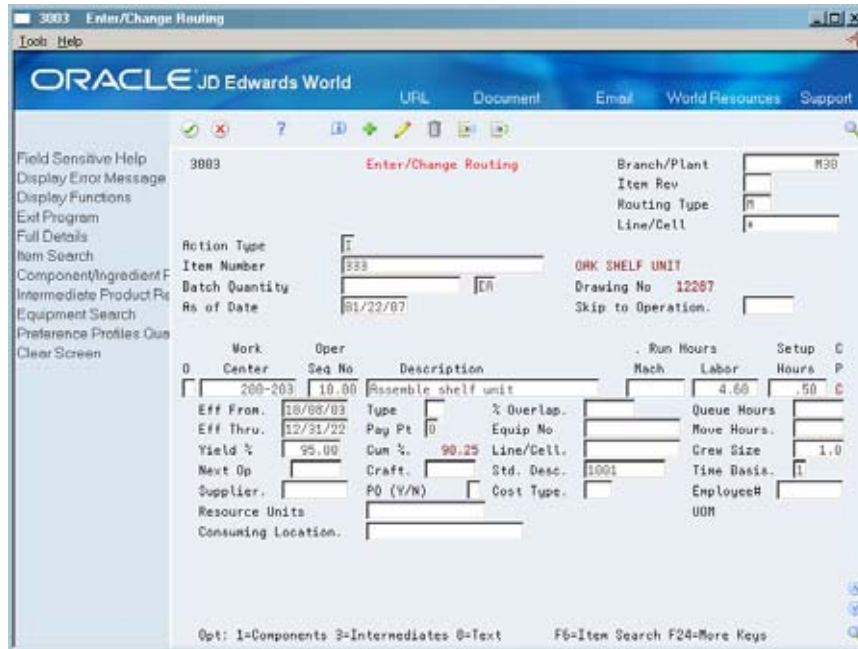 3003 Enter/Change Routing
Tools Help
ORACLE JD Edwards World
URL Document Email World Resources Support
Field Sensitive Help
Display Error Message
Display Functions
Exit Program
Full Details
Item Search
Component/Ingredient F
Intermediate Product Re
Equipment Search
Preference Profiles Que
Clear Screen
3003 Enter/Change Routing Branch/Plant M30
Item Rev
Routing Type M
Line/Cell *
Action Type I
Item Number 333 OAK SHELF UNIT
Batch Quantity EA Drawing No 12287
As of Date 01/22/07 Skip to Operation.
Work Oper . Run Hours Setup C
O Center Seq No Description Mach Labor Hours P
200-203 10.00 Assemble shelf unit 4.60 .50 C
Eff From. 10/08/03 Type % Overlap. Queue Hours
Eff Thru. 12/31/22 Pay Pt 0 Equip No Move Hours.
Yield % 95.00 Cum %. 90.25 Line/Cell. Crew Size 1.0
Next Op Craft. Std. Desc. 1001 Time Basis. 1
Supplier. PO (Y/N) Cost Type. Employee#
Resource Units UOM
Consuming Location.
Opt: 1=Components 3=Intermediates 8=Text F6=Item Search F24=More Keys